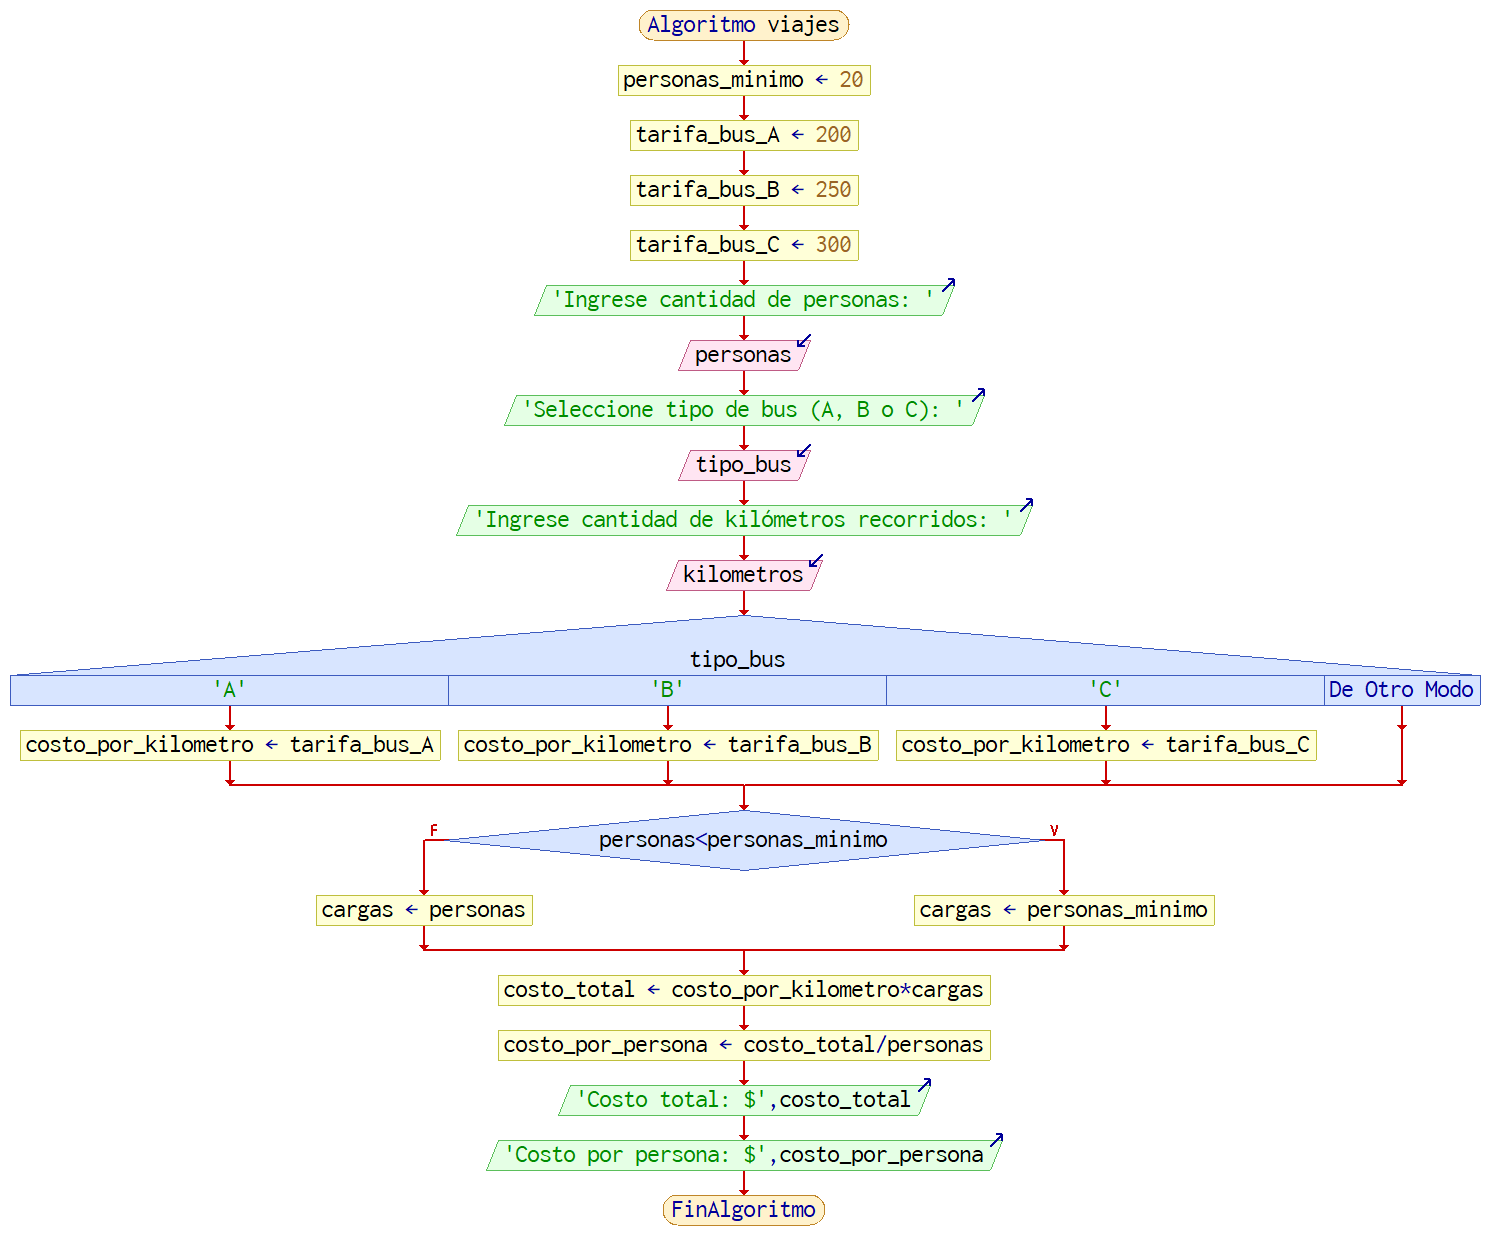 Algoritmo viajes
personas_minimo ← 20
tarifa_bus_A ← 200
tarifa_bus_B ← 250
tarifa_bus_C ← 300
'Ingrese cantidad de personas: '
personas
'Seleccione tipo de bus (A, B o C): '
tipo_bus
'Ingrese cantidad de kilómetros recorridos: '
kilometros
tipo_bus
'A' 'B' 'C' De Otro Modo
costo_por_kilometro ← tarifa_bus_A costo_por_kilometro ← tarifa_bus_B costo_por_kilometro ← tarifa_bus_C
F personas<personas_minimo V
cargas ← personas cargas ← personas_minimo
costo_total ← costo_por_kilometro*cargas
costo_por_persona ← costo_total/personas
'Costo total: $',costo_total
'Costo por persona: $',costo_por_persona
FinAlgoritmo